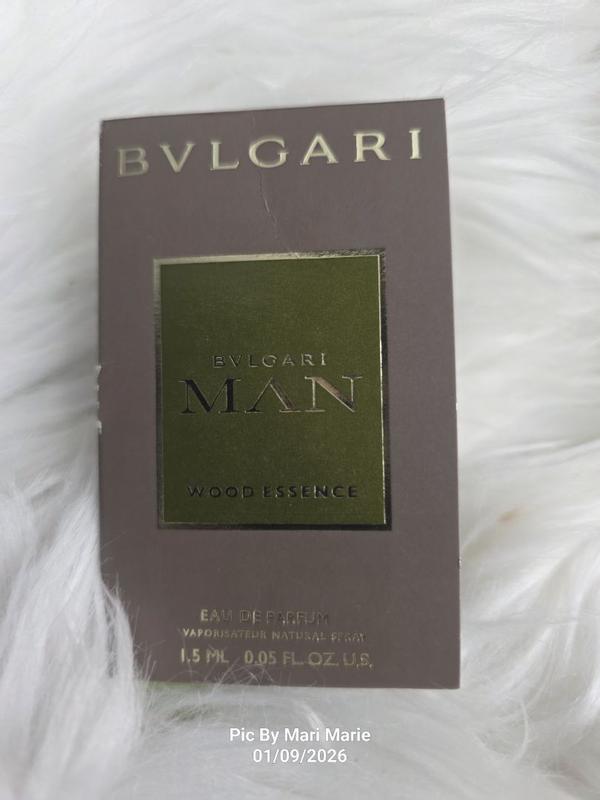 BVLGARI
BVLGARI
MAN
WOOD ESSENCE
EAU DE PARFUM
VAPORISATEUR NATURAL SPRAY
1.5 ML 0.05 FL. OZ. U.S.
Pic By Mari Marie
01/09/2026